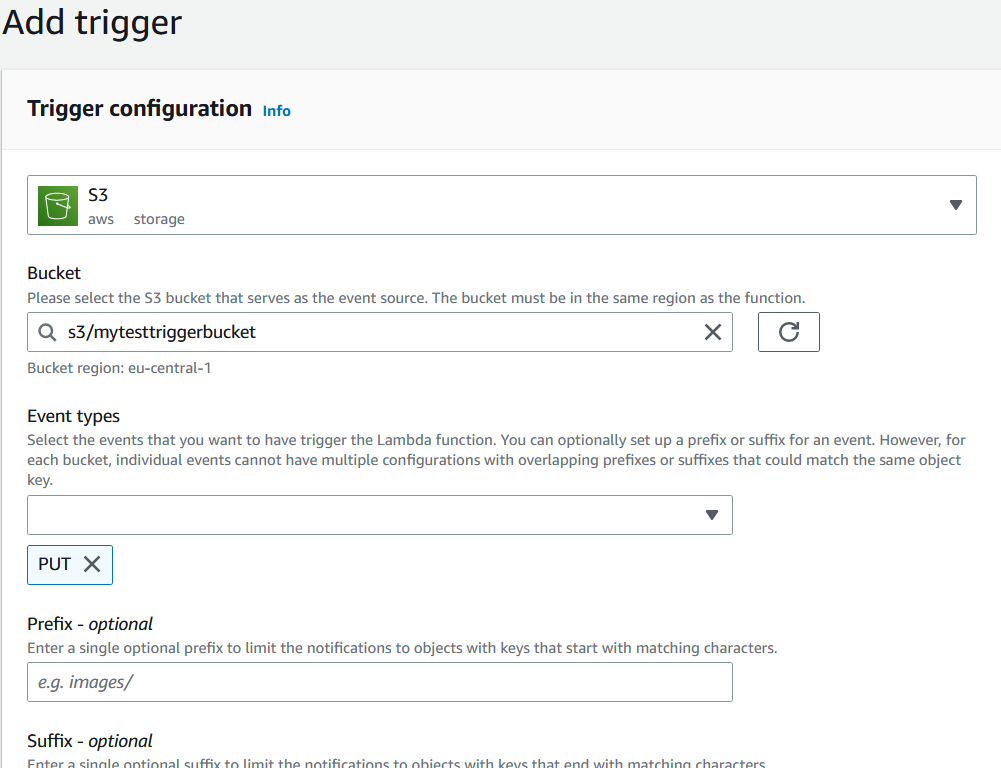 Add trigger
Trigger configuration Info
S3
aws storage
Bucket
Please select the S3 bucket that serves as the event source. The bucket must be in the same region as the function.
s3/mytesttriggerbucket
Bucket region: eu-central-1
Event types
Select the events that you want to have trigger the Lambda function. You can optionally set up a prefix or suffix for an event. However, for
each bucket, individual events cannot have multiple configurations with overlapping prefixes or suffixes that could match the same object
key.
PUT
Prefix - optional
Enter a single optional prefix to limit the notifications to objects with keys that start with matching characters.
e.g. images/
Suffix - optional
Enter a single optional suffix to limit the notifications to objects with keys that end with matching characters.